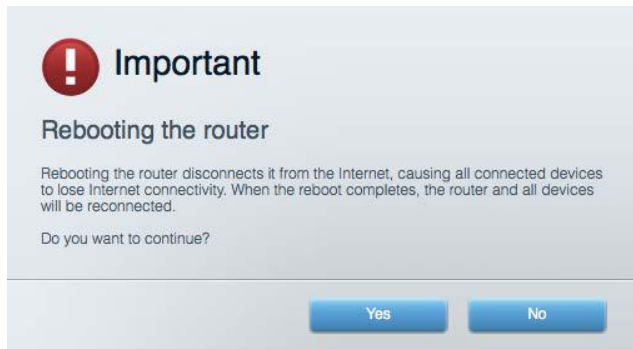 Important
Rebooting the router
Rebooting the router disconnects it from the Internet, causing all connected devices
to lose Internet connectivity. When the reboot completes, the router and all devices
will be reconnected.
Do you want to continue?
Yes
No